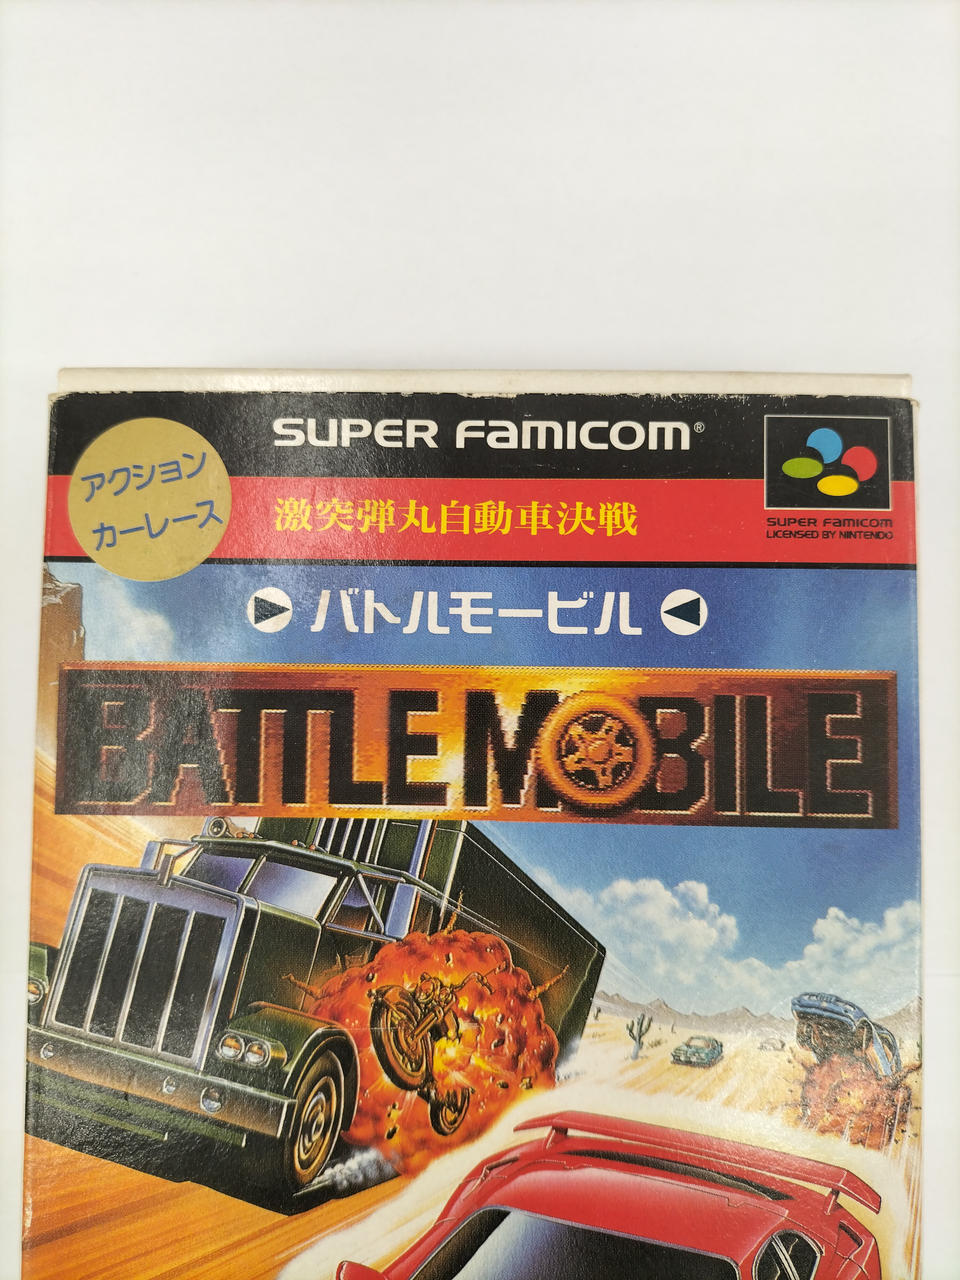 SUPER FAMICOM®
アクション
カーレース
激突弾丸自動車決戦
SUPER FAMICOM
LICENSED BY NINTENDO
バトルモービル
BATTLE MOBILE